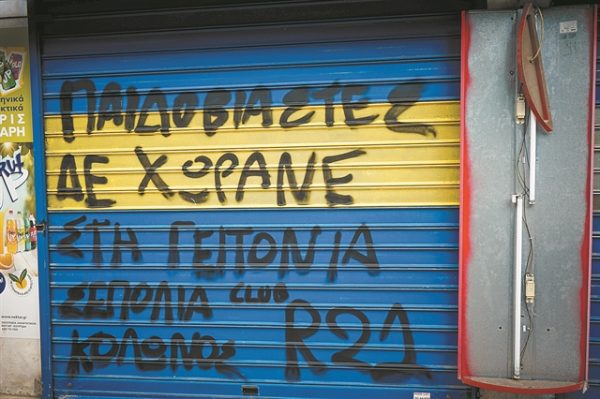 ΠΑΙΔΟΒΙΑΣΤΕΣ
ΔΕ ΧΩΡΑΝΕ
ΣΤΗ ΓΕΙΤΟΝΙΑ
ΣΕΠΟΛΙΑ CLUB
ΚΟΛΩΝΟΣ R21